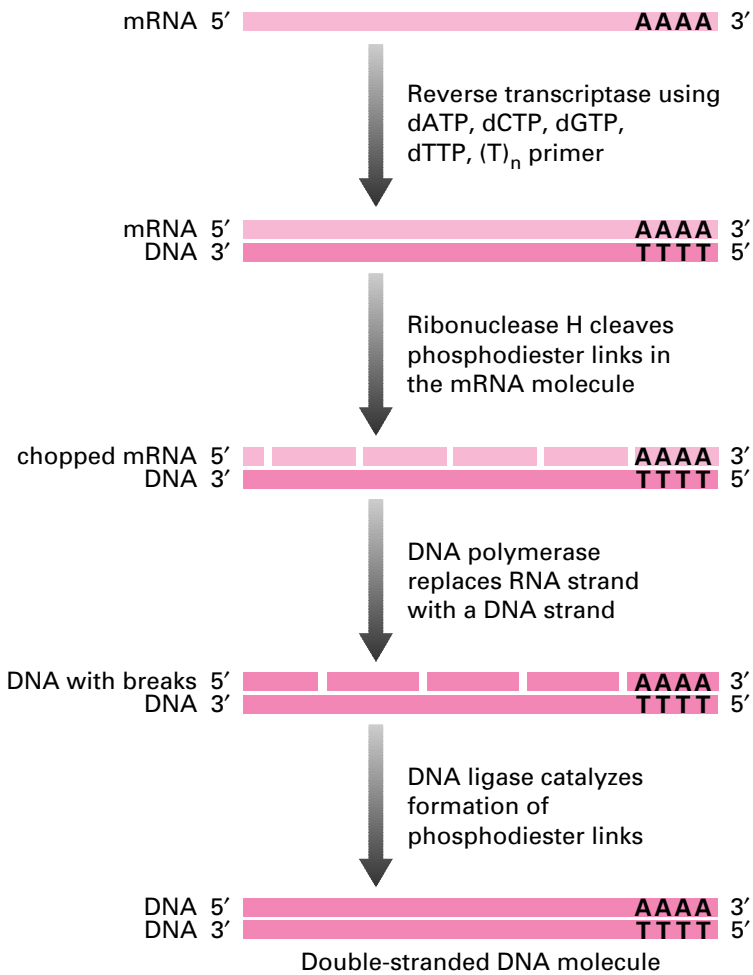 mRNA 5′ AAAA 3′
Reverse transcriptase using
dATP, dCTP, dGTP,
dTTP, (T)n primer
mRNA 5′ AAAA 3′
DNA 3′ TTTT 5′
Ribonuclease H cleaves
phosphodiester links in
the mRNA molecule
chopped mRNA 5′ AAAA 3′
DNA 3′ TTTT 5′
DNA polymerase
replaces RNA strand
with a DNA strand
DNA with breaks 5′ AAAA 3′
DNA 3′ TTTT 5′
DNA ligase catalyzes
formation of
phosphodiester links
DNA 5′ AAAA 3′
DNA 3′ TTTT 5′
Double-stranded DNA molecule